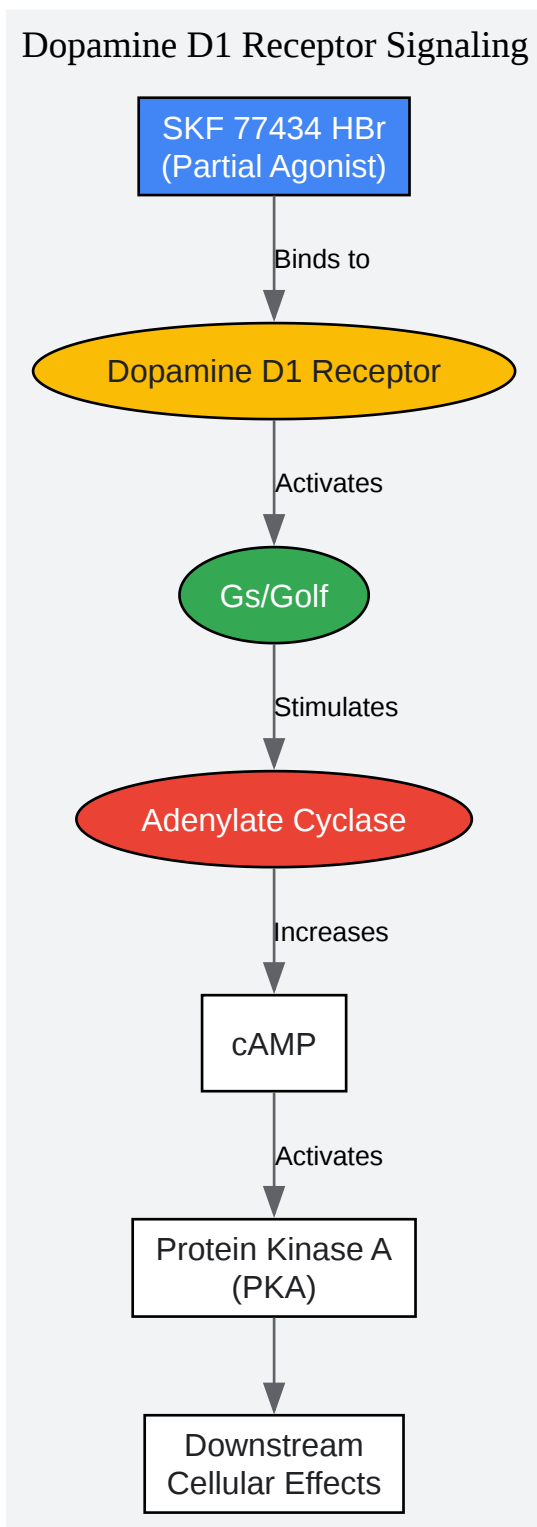 Dopamine D1 Receptor Signaling
SKF 77434 HBr
(Partial Agonist)
Binds to
Dopamine D1 Receptor
Activates
Gs/Golf
Stimulates
Adenylate Cyclase
Increases
cAMP
Activates
Protein Kinase A
(PKA)
Downstream
Cellular Effects